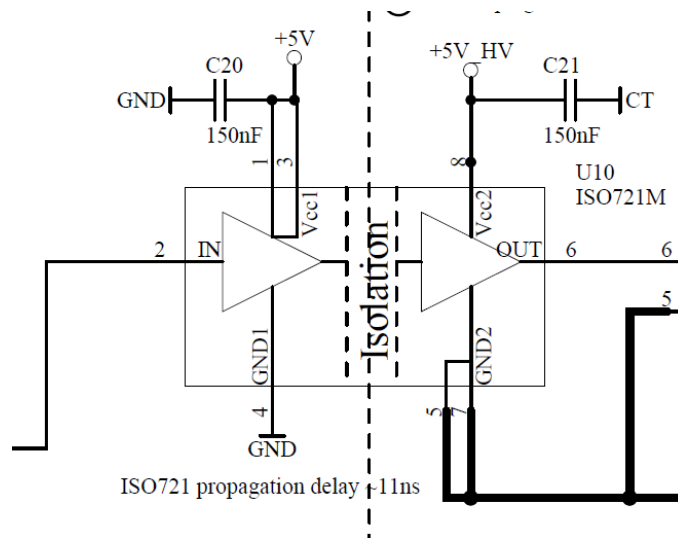 +5V
+5V_HV
C20
C21
GND
CT
150nF
150nF
1
3
8
U10
ISO721M
Vcc1
Vcc2
2
IN
Isolation
OUT
6
6
5
GND1
GND2
4
5
7
GND
ISO721 propagation delay ~11ns